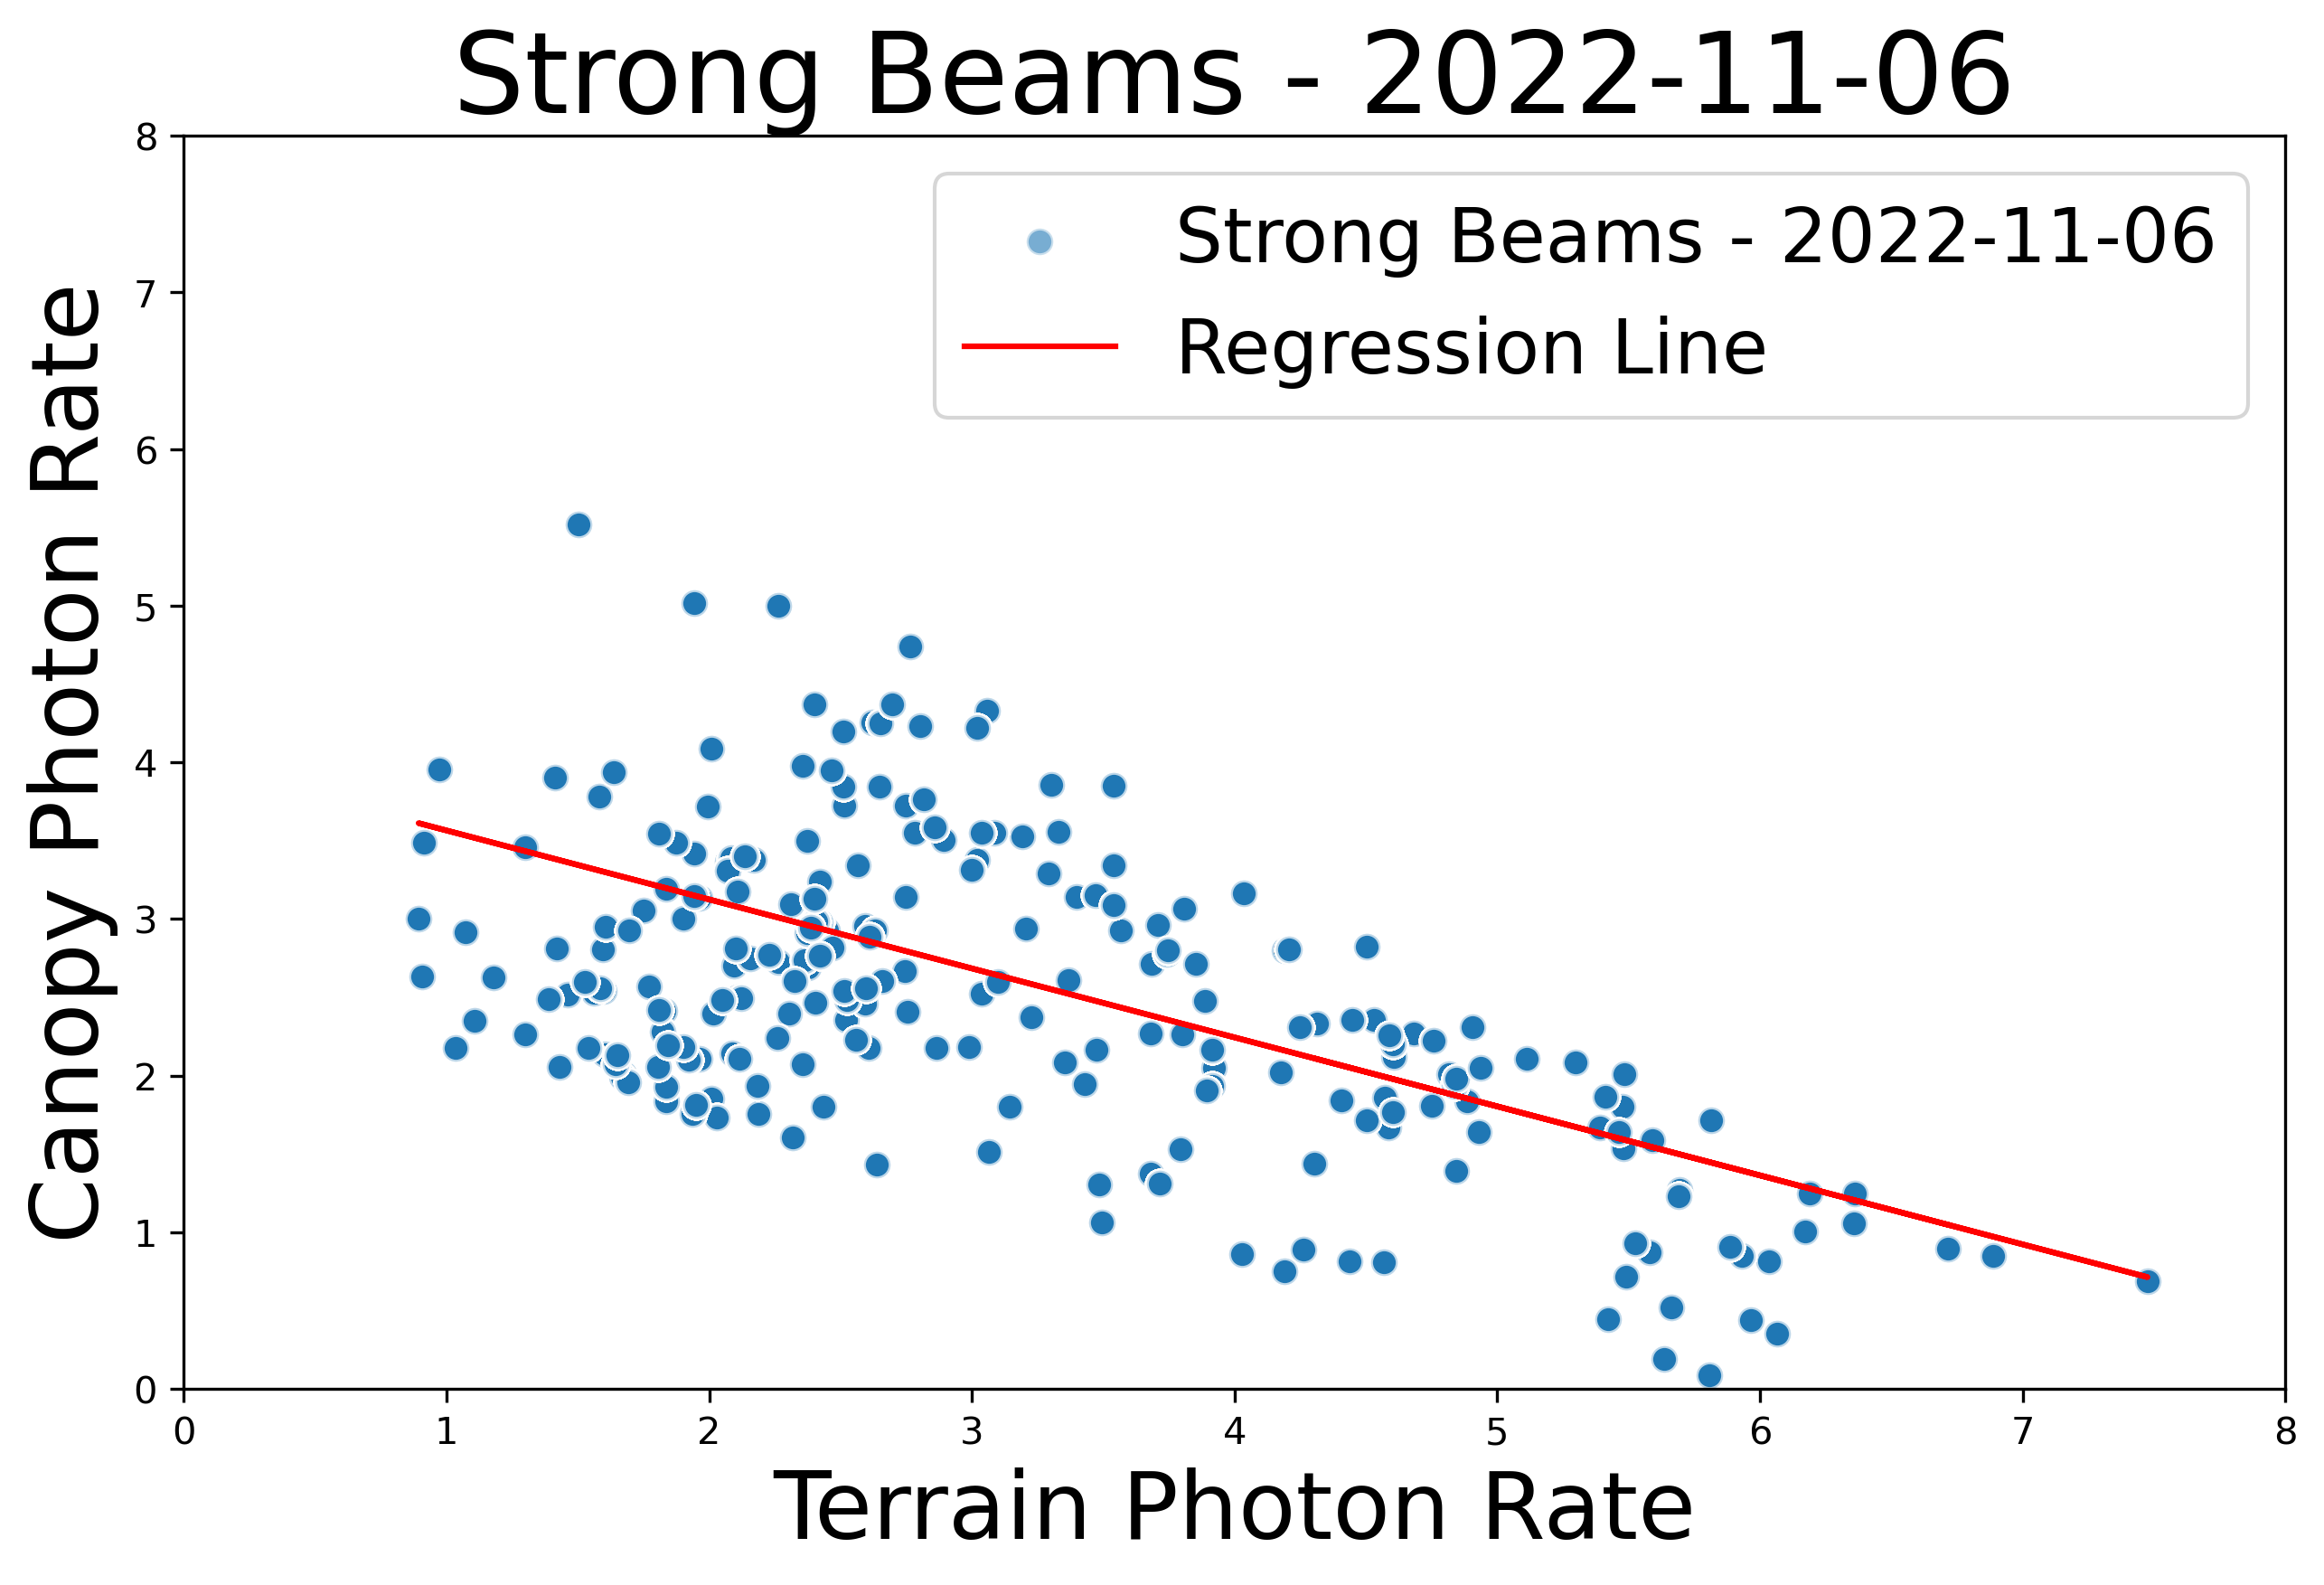 Strong Beams - 2022-11-06
Strong Beams - 2022-11-06
Regression Line
Canopy Photon Rate
8
7
6
5
4
3
2
1
0
0 1 2 3 4 5 6 7 8
Terrain Photon Rate